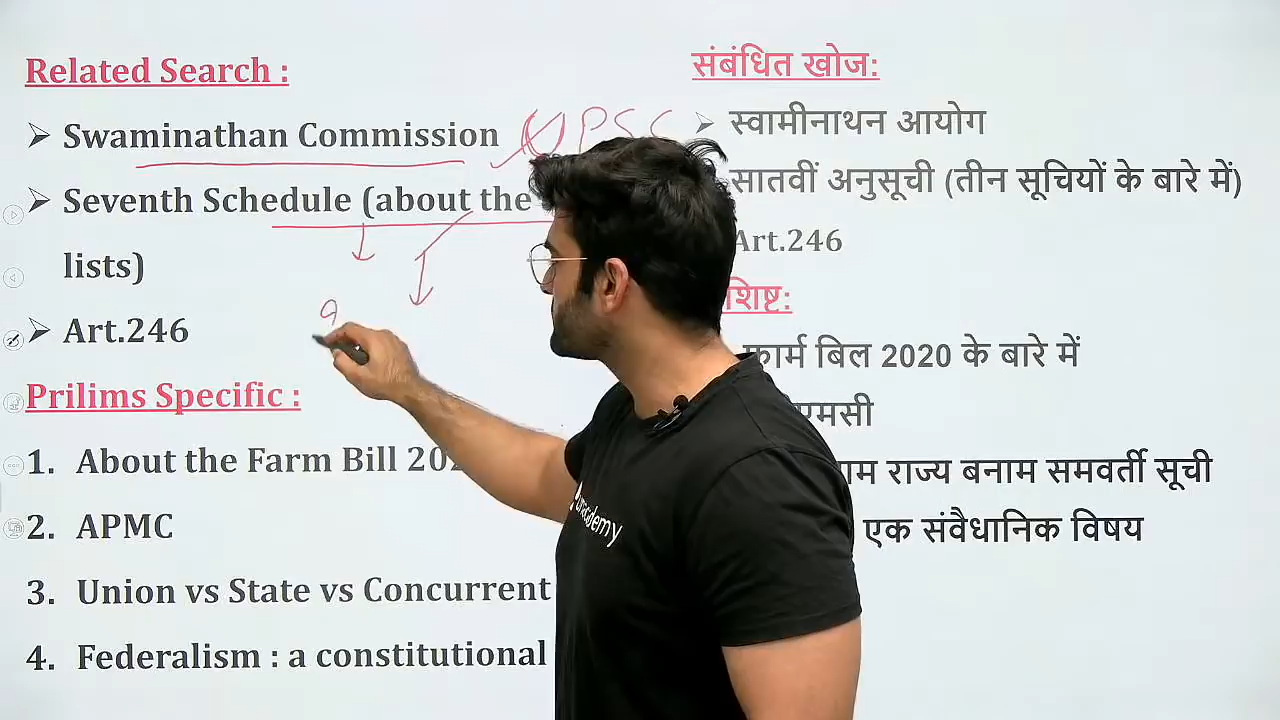 Related Search :
➤ Swaminathan Commission UPSC
➤ Seventh Schedule (about the
lists)
➤ Art.246
Prilims Specific :
1. About the Farm Bill
2. APMC
3. Union vs State vs Concurrent
4. Federalism : a constitutional
संबंधित खोज:
➤ स्वामीनाथन आयोग
सातवीं अनुसूची (तीन सूचियों के बारे में)
Art.246
फार्म बिल 2020 के बारे में
राज्य बनाम समवर्ती सूची
एक संवैधानिक विषय
unacademy